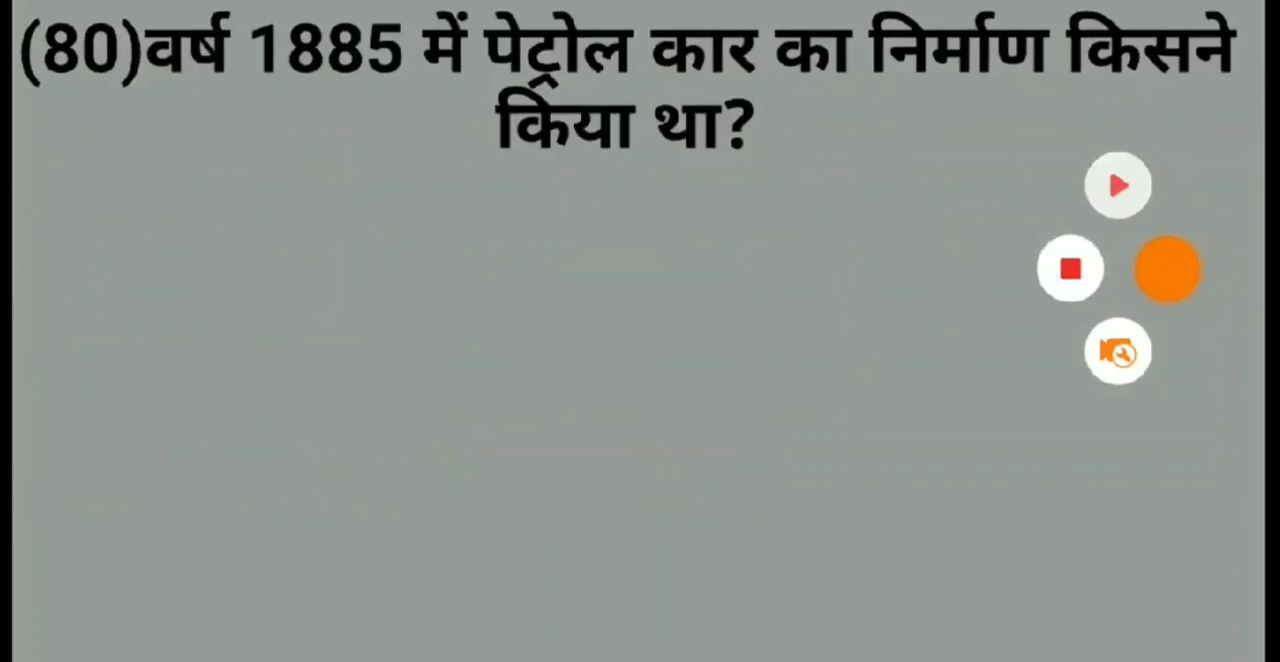 (80)वर्ष 1885 में पेट्रोल कार का निर्माण किसने
किया था?